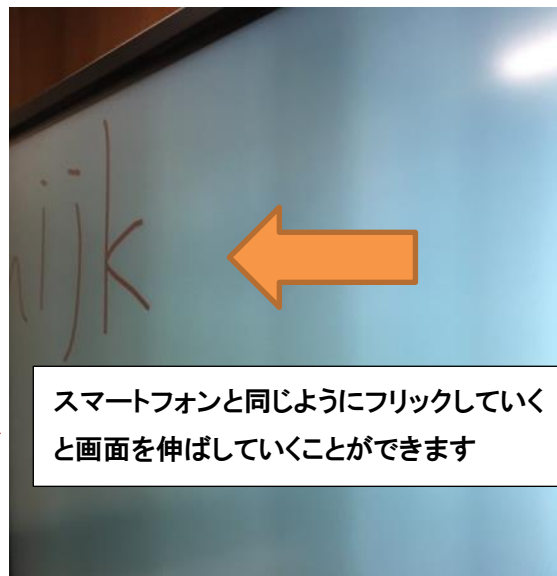 hijk
スマートフォンと同じようにフリックしていく
と画面を伸ばしていくことができます